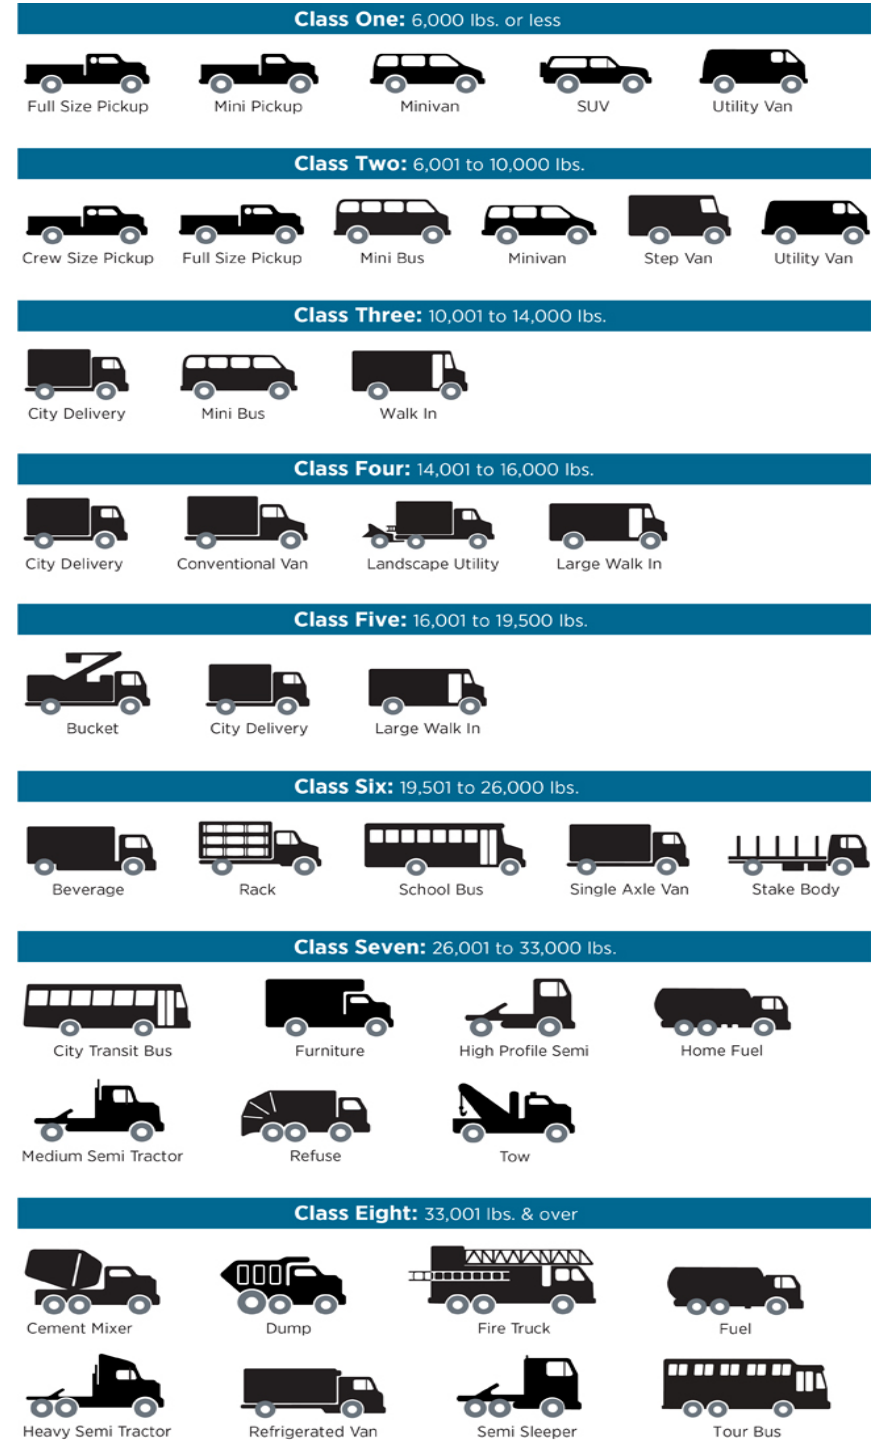 Class One: 6,000 lbs. or less
Full Size Pickup Mini Pickup Minivan SUV Utility Van
Class Two: 6,001 to 10,000 lbs.
Crew Size Pickup Full Size Pickup Mini Bus Minivan Step Van Utility Van
Class Three: 10,001 to 14,000 lbs.
City Delivery Mini Bus Walk In
Class Four: 14,001 to 16,000 lbs.
City Delivery Conventional Van Landscape Utility Large Walk In
Class Five: 16,001 to 19,500 lbs.
Bucket City Delivery Large Walk In
Class Six: 19,501 to 26,000 lbs.
Beverage Rack School Bus Single Axle Van Stake Body
Class Seven: 26,001 to 33,000 lbs.
City Transit Bus Furniture High Profile Semi Home Fuel
Medium Semi Tractor Refuse Tow
Class Eight: 33,001 lbs. & over
Cement Mixer Dump Fire Truck Fuel
Heavy Semi Tractor Refrigerated Van Semi Sleeper Tour Bus